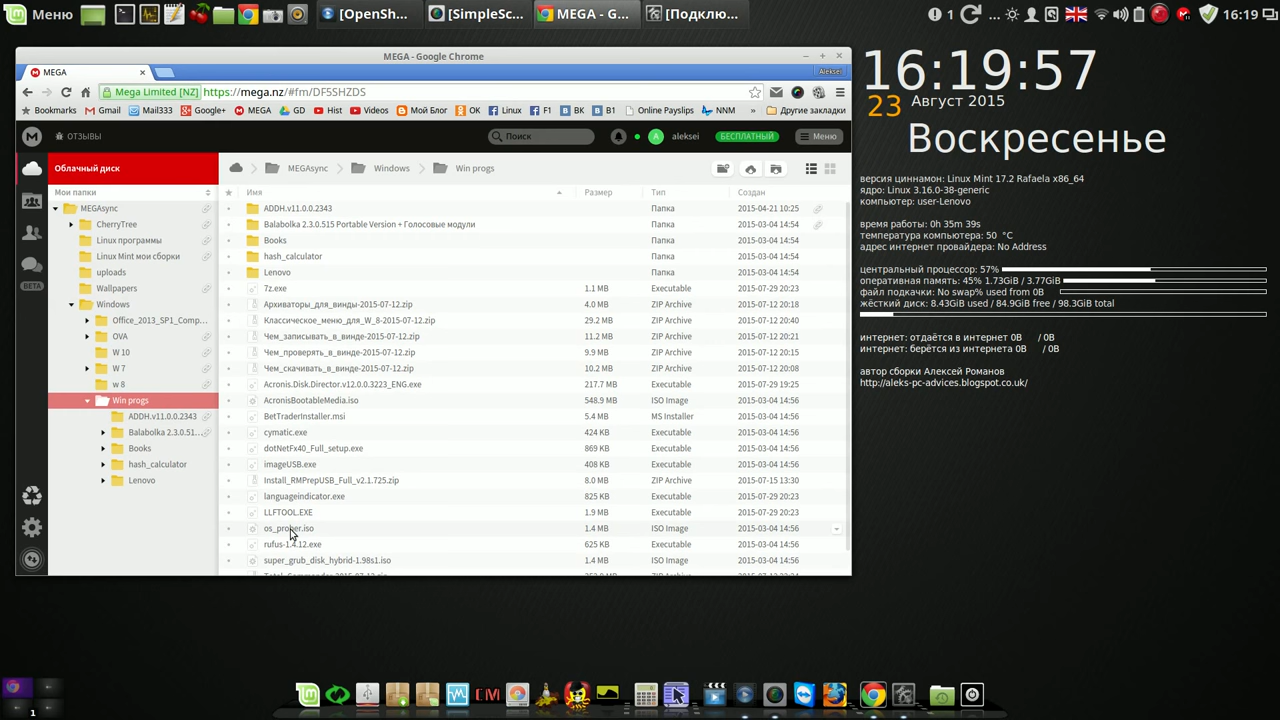 Меню
[OpenSh...
[SimpleSc...
MEGA - G...
[Подклю...
1
16:19
MEGA - Google Chrome
MEGA
Aleksei
Mega Limited [NZ] https://mega.nz/#fm/DF5SHZDS
Bookmarks Gmail Mail333 Google+ MEGA GD Hist Videos Мой Блог OK Linux F1 BK B1 Online Payslips NNM » Другие закладки
ОТЗЫВЫ
Поиск
A aleksei
БЕСПЛАТНЫЙ
Меню
Облачный диск
MEGAsync Windows Win progs
Мои папки
MEGAsync
CherryTree
Linux программы
Linux Mint мои сборки
uploads
Wallpapers
Windows
Office_2013_SP1_Comp...
OVA
W 10
W 7
w 8
Win progs
ADDH.v11.0.0.2343
Balabolka 2.3.0.51...
Books
hash_calculator
Lenovo
BETA
Имя Размер Тип Создан
ADDH.v11.0.0.2343 Папка 2015-04-21 10:25
Balabolka 2.3.0.515 Portable Version + Голосовые модули Папка 2015-03-04 14:54
Books Папка 2015-03-04 14:54
hash_calculator Папка 2015-03-04 14:54
Lenovo Папка 2015-03-04 14:54
7z.exe 1.1 MB Executable 2015-07-29 20:23
Архиваторы_для_винды-2015-07-12.zip 4.0 MB ZIP Archive 2015-07-12 20:18
Классическое_меню_для_W_8-2015-07-12.zip 29.2 MB ZIP Archive 2015-07-12 20:40
Чем_записывать_в_винде-2015-07-12.zip 11.2 MB ZIP Archive 2015-07-12 20:21
Чем_проверять_в_винде-2015-07-12.zip 9.9 MB ZIP Archive 2015-07-12 20:15
Чем_скачивать_в_винде-2015-07-12.zip 10.2 MB ZIP Archive 2015-07-12 20:08
Acronis.Disk.Director.v12.0.0.3223_ENG.exe 217.7 MB Executable 2015-07-29 19:25
AcronisBootableMedia.iso 548.9 MB ISO Image 2015-03-04 14:56
BetTraderInstaller.msi 5.4 MB MS Installer 2015-03-04 14:56
cymatic.exe 424 KB Executable 2015-03-04 14:56
dotNetFx40_Full_setup.exe 869 KB Executable 2015-03-04 14:56
imageUSB.exe 408 KB Executable 2015-03-04 14:56
Install_RMPrepUSB_Full_v2.1.725.zip 8.0 MB ZIP Archive 2015-07-15 13:30
languageindicator.exe 825 KB Executable 2015-07-29 20:23
LLFTOOL.EXE 1.9 MB Executable 2015-07-29 20:23
os_prober.iso 1.4 MB ISO Image 2015-03-04 14:56
rufus-1.4.12.exe 625 KB Executable 2015-03-04 14:56
super_grub_disk_hybrid-1.98s1.iso 1.4 MB ISO Image 2015-03-04 14:56
16:19:57
23 Август 2015
Воскресенье
версия циннамон: Linux Mint 17.2 Rafaela x86_64
ядро: Linux 3.16.0-38-generic
компьютер: user-Lenovo
время работы: 0h 35m 39s
температура компьютера: 50 °C
адрес интернет провайдера: No Address
центральный процессор: 57%
оперативная память: 45% 1.73GiB / 3.77GiB
файл подкачки: No swap% used from 0B
жёсткий диск: 8.43GiB used / 84.9GiB free / 98.3GiB total
интернет: отдаётся в интернет 0B / 0B
интернет: берётся из интернета 0B / 0B
автор сборки Алексей Романов
http://aleks-pc-advices.blogspot.co.uk/
1